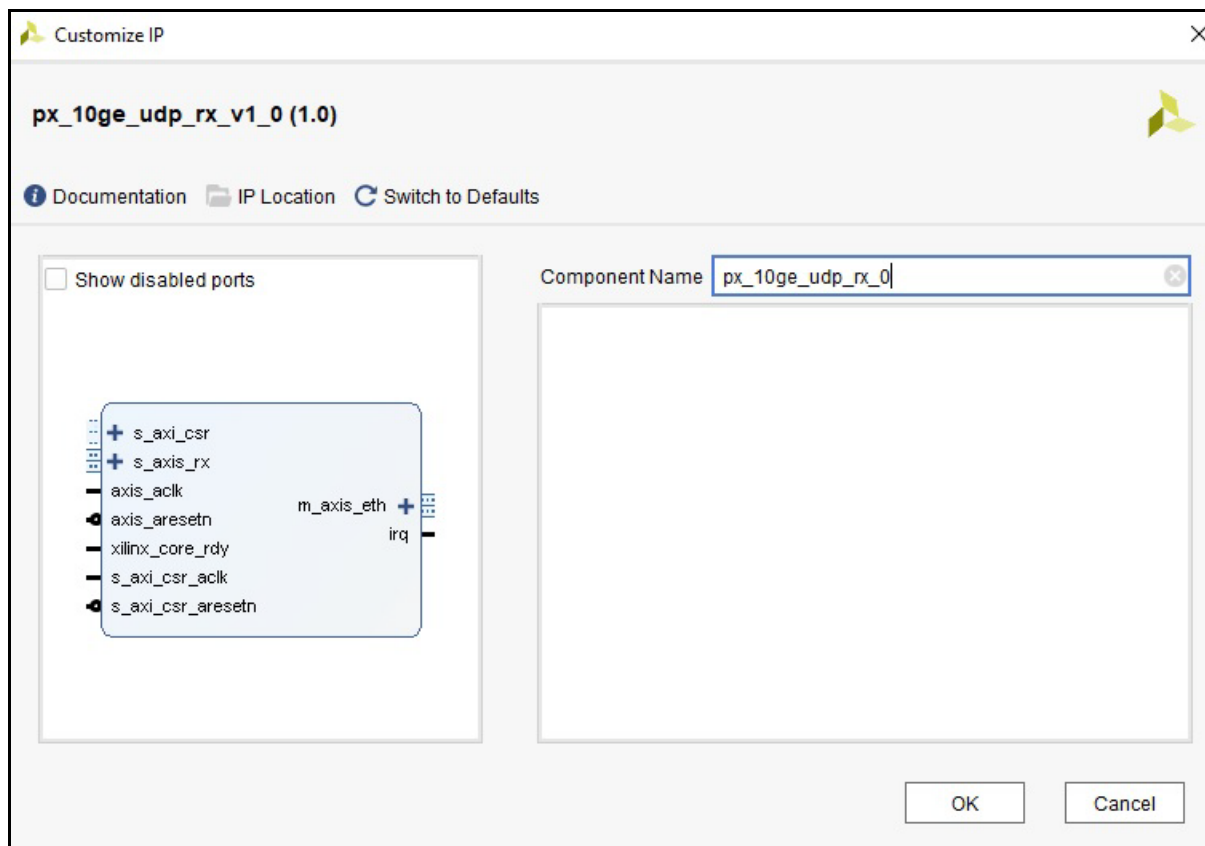 Customize IP
px_10ge_udp_rx_v1_0 (1.0)
Documentation IP Location Switch to Defaults
Show disabled ports
Component Name px_10ge_udp_rx_0
s_axi_csr
s_axis_rx
axis_aclk
axis_aresetn
xilinx_core_rdy
s_axi_csr_aclk
s_axi_csr_aresetn
m_axis_eth
irq
OK Cancel